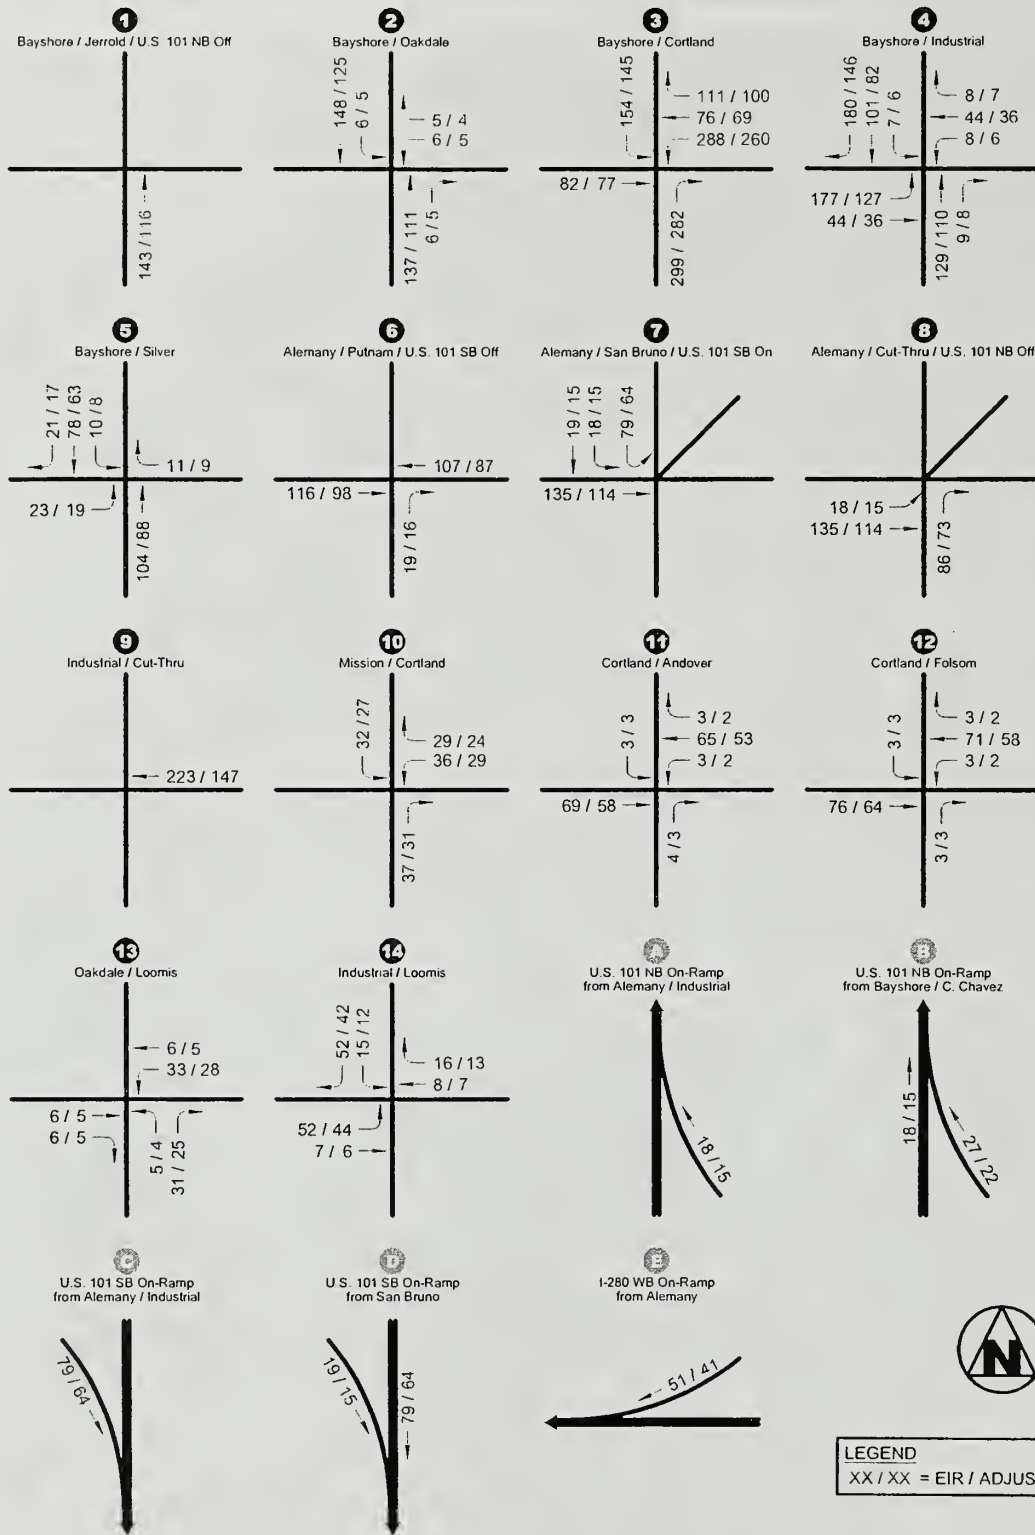 1
Bayshore / Jerrold / U.S 101 NB Off
143 / 116
2
Bayshore / Oakdale
148 / 125
6 / 5
5 / 4
6 / 5
137 / 111
6 / 5
3
Bayshore / Cortland
154 / 145
111 / 100
76 / 69
288 / 260
82 / 77
299 / 282
4
Bayshore / Industrial
180 / 146
101 / 82
7 / 6
8 / 7
44 / 36
8 / 6
177 / 127
44 / 36
129 / 110
9 / 8
5
Bayshore / Silver
21 / 17
78 / 63
10 / 8
11 / 9
23 / 19
104 / 88
6
Alemany / Putnam / U.S. 101 SB Off
107 / 87
116 / 98
19 / 16
7
Alemany / San Bruno / U.S. 101 SB On
19 / 15
18 / 15
79 / 64
135 / 114
8
Alemany / Cut-Thru / U.S. 101 NB Off
18 / 15
135 / 114
86 / 73
9
Industrial / Cut-Thru
223 / 147
10
Mission / Cortland
32 / 27
29 / 24
36 / 29
37 / 31
11
Cortland / Andover
3 / 3
3 / 2
65 / 53
3 / 2
69 / 58
4 / 3
12
Cortland / Folsom
3 / 3
3 / 2
71 / 58
3 / 2
76 / 64
3 / 3
13
Oakdale / Loomis
6 / 5
33 / 28
6 / 5
6 / 5
5 / 4
31 / 25
14
Industrial / Loomis
52 / 42
15 / 12
16 / 13
8 / 7
52 / 44
7 / 6
A
U.S. 101 NB On-Ramp
from Alemany / Industrial
18 / 15
B
U.S. 101 NB On-Ramp
from Bayshore / C. Chavez
18 / 15
27 / 22
C
U.S. 101 SB On-Ramp
from Alemany / Industrial
79 / 64
D
U.S. 101 SB On-Ramp
from San Bruno
19 / 15
79 / 64
E
I-280 WB On-Ramp
from Alemany
51 / 41
N
LEGEND
XX / XX = EIR / ADJUS